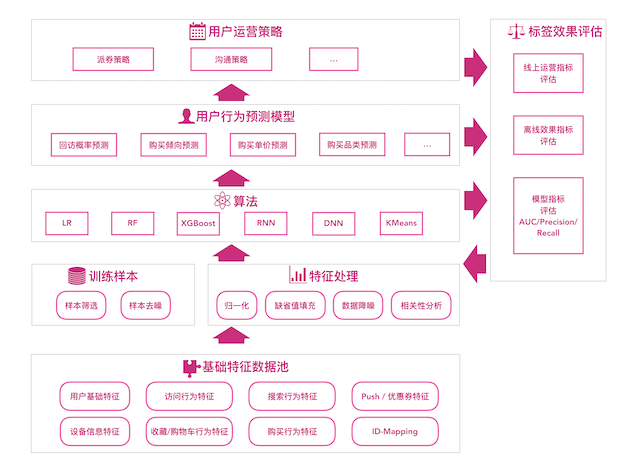 用户运营策略
派券策略
沟通策略
...
用户行为预测模型
回访概率预测
购买倾向预测
购买单价预测
购买品类预测
...
算法
LR
RF
XGBoost
RNN
DNN
KMeans
训练样本
样本筛选
样本去噪
特征处理
归一化
缺省值填充
数据降噪
相关性分析
基础特征数据池
用户基础特征
访问行为特征
搜索行为特征
Push / 优惠券特征
设备信息特征
收藏/购物车行为特征
购买行为特征
ID-Mapping
标签效果评估
线上运营指标
评估
离线效果指标
评估
模型指标
评估
AUC/Precision/
Recall